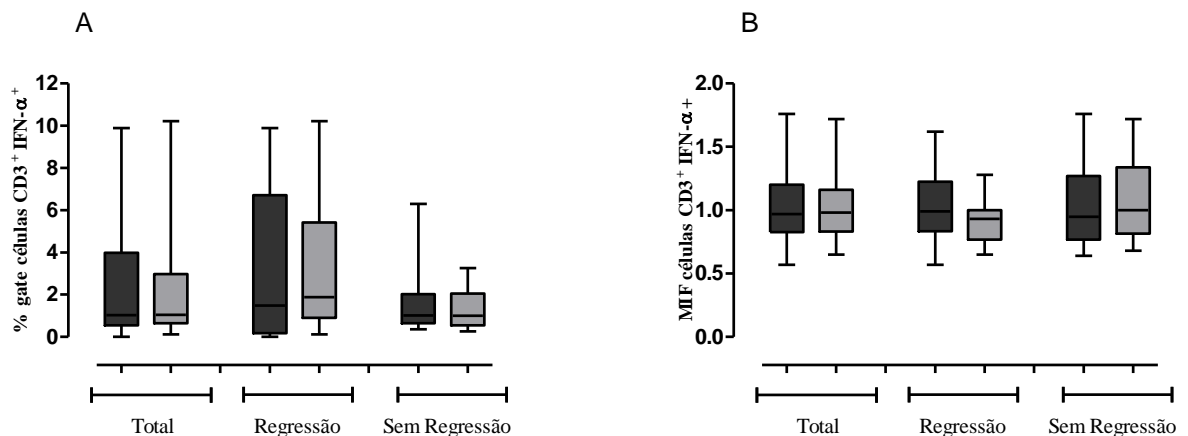 A
% gate células CD3⁺ IFN-α⁺
12
10
8
6
4
2
0
Total
Regressão
Sem Regressão
B
MIF células CD3⁺ IFN-α+
2.0
1.5
1.0
0.5
0.0
Total
Regressão
Sem Regressão